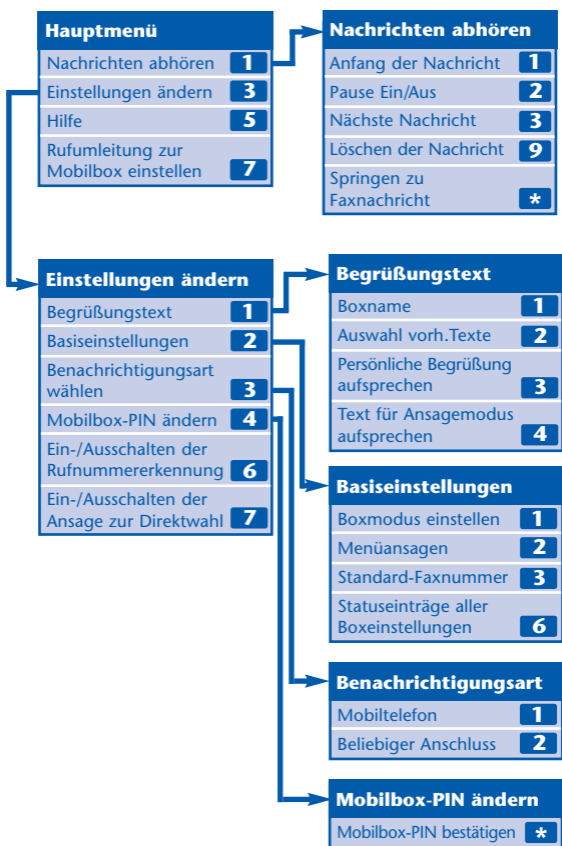 Hauptmenü
Nachrichten abhören 1
Einstellungen ändern 3
Hilfe 5
Rufumleitung zur
Mobilbox einstellen 7
Nachrichten abhören
Anfang der Nachricht 1
Pause Ein/Aus 2
Nächste Nachricht 3
Löschen der Nachricht 9
Springen zu
Faxnachricht *
Einstellungen ändern
Begrüßungstext 1
Basiseinstellungen 2
Benachrichtigungsart
wählen 3
Mobilbox-PIN ändern 4
Ein-/Ausschalten der
Rufnummererkennung 6
Ein-/Ausschalten der
Ansage zur Direktwahl 7
Begrüßungstext
Boxname 1
Auswahl vorh.Texte 2
Persönliche Begrüßung
aufsprechen 3
Text für Ansagemodus
aufsprechen 4
Basiseinstellungen
Boxmodus einstellen 1
Menüansagen 2
Standard-Faxnummer 3
Statuseinträge aller
Boxeinstellungen 6
Benachrichtigungsart
Mobiltelefon 1
Beliebiger Anschluss 2
Mobilbox-PIN ändern
Mobilbox-PIN bestätigen *